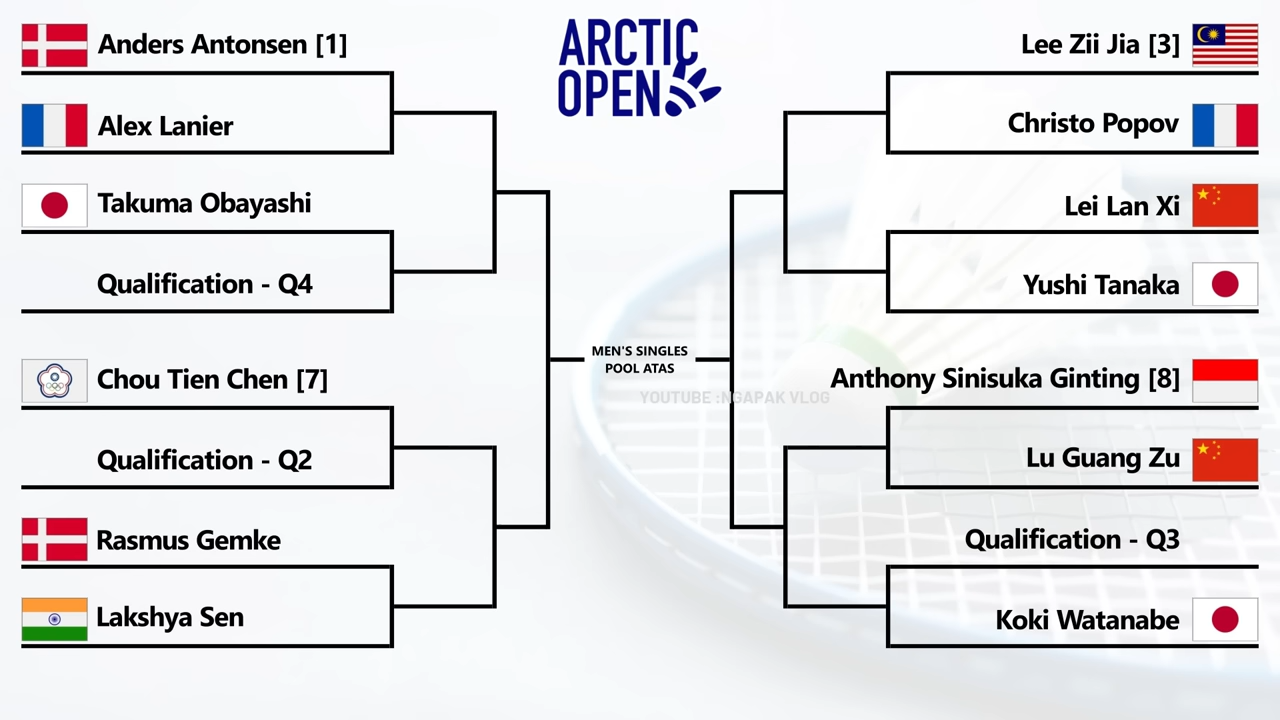 ARCTIC
OPEN
Anders Antonsen [1]
Alex Lanier
Takuma Obayashi
Qualification - Q4
Chou Tien Chen [7]
Qualification - Q2
Rasmus Gemke
Lakshya Sen
MEN'S SINGLES
POOL ATAS
YOUTUBE :NGAPAK VLOG
Lee Zii Jia [3]
Christo Popov
Lei Lan Xi
Yushi Tanaka
Anthony Sinisuka Ginting [8]
Lu Guang Zu
Qualification - Q3
Koki Watanabe